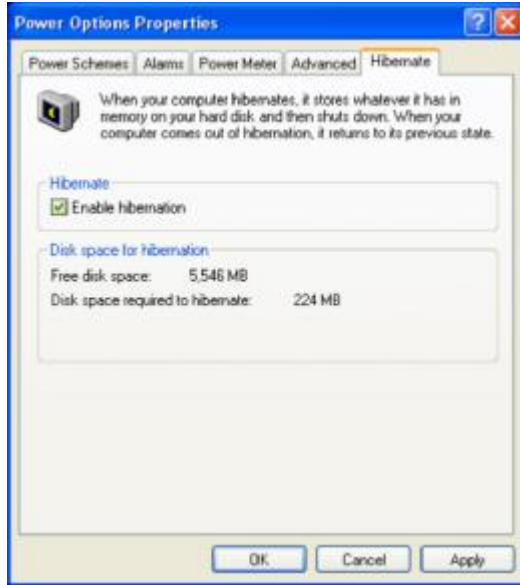 Power Options Properties
Power Schemes Alarms Power Meter Advanced Hibernate
When your computer hibernates, it stores whatever it has in
memory on your hard disk and then shuts down. When your
computer comes out of hibernation, it returns to its previous state.
Hibernate
Enable hibernation
Disk space for hibernation
Free disk space: 5,546 MB
Disk space required to hibernate: 224 MB
OK Cancel Apply